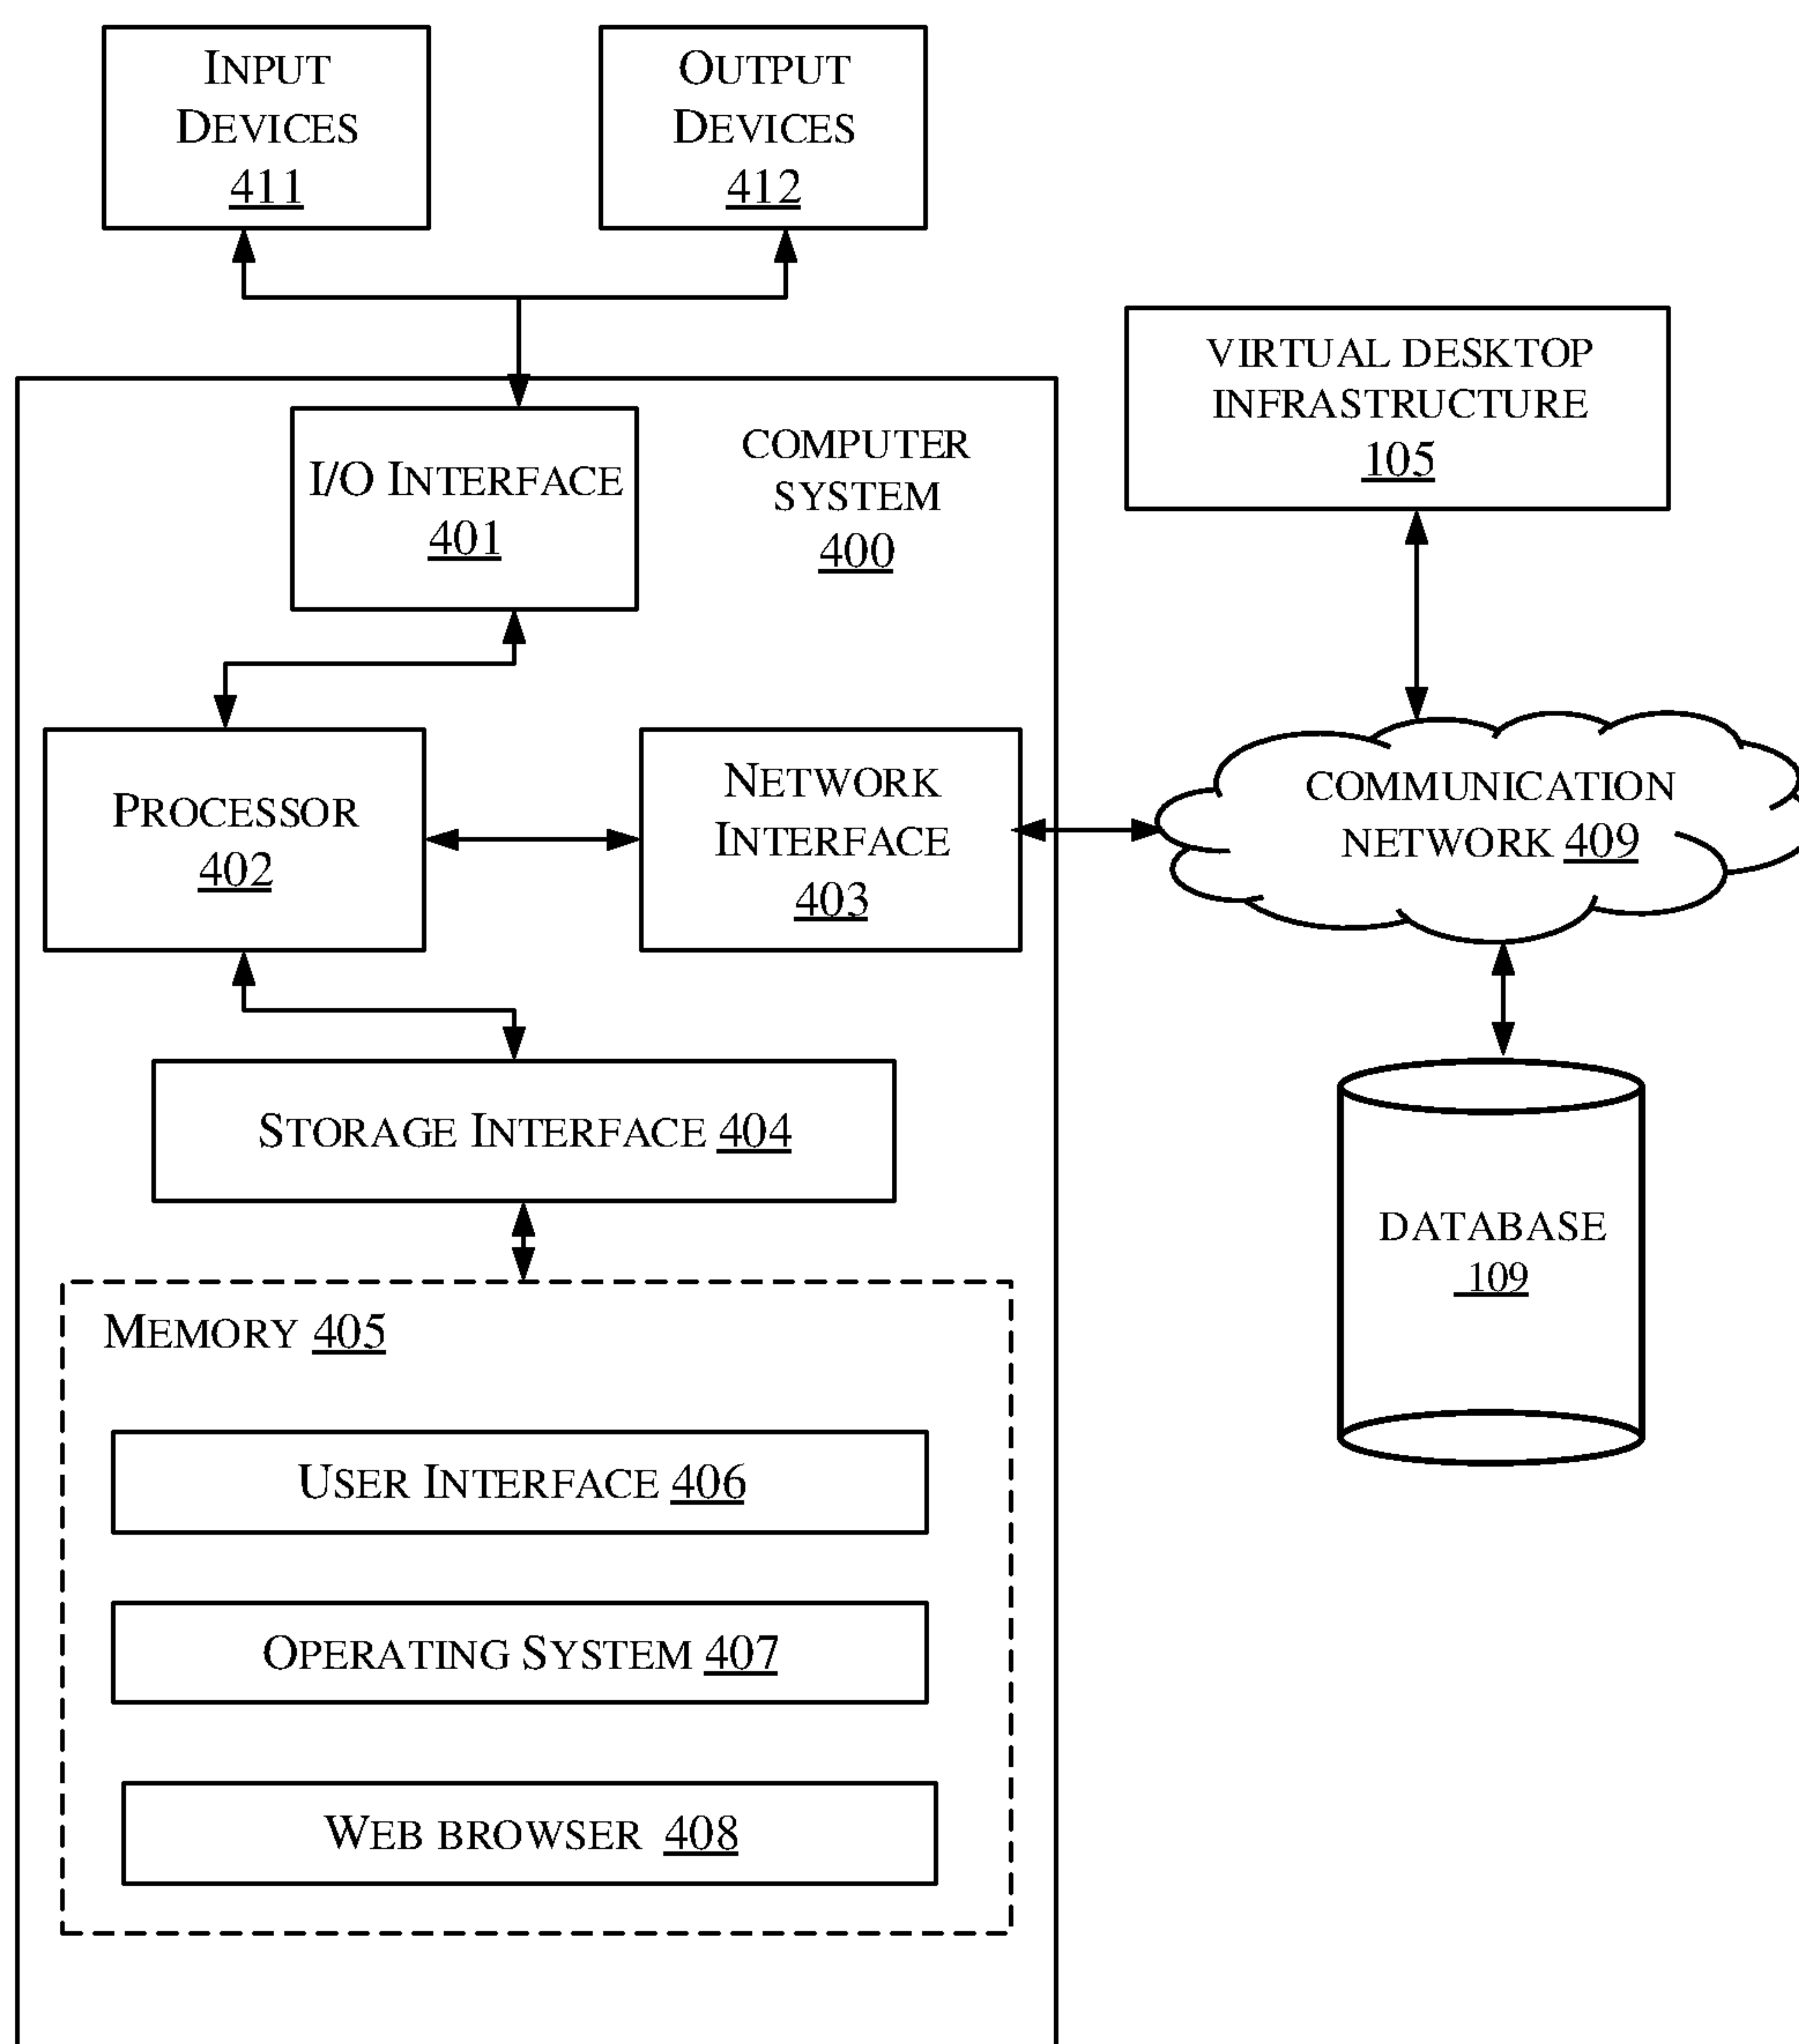 INPUT
DEVICES
411
OUTPUT
DEVICES
412
I/O INTERFACE
401
COMPUTER
SYSTEM
400
VIRTUAL DESKTOP
INFRASTRUCTURE
105
PROCESSOR
402
NETWORK
INTERFACE
403
COMMUNICATION
NETWORK 409
STORAGE INTERFACE 404
DATABASE
109
MEMORY 405
USER INTERFACE 406
OPERATING SYSTEM 407
WEB BROWSER 408